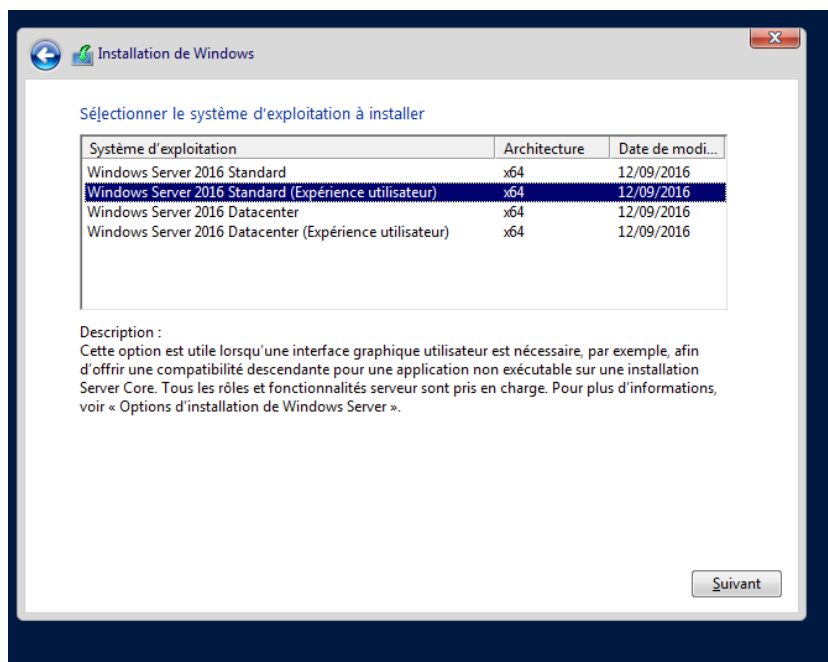 Installation de Windows
Sélectionner le système d'exploitation à installer
Système d'exploitation Architecture Date de modi...
Windows Server 2016 Standard x64 12/09/2016
Windows Server 2016 Standard (Expérience utilisateur) x64 12/09/2016
Windows Server 2016 Datacenter x64 12/09/2016
Windows Server 2016 Datacenter (Expérience utilisateur) x64 12/09/2016
Description :
Cette option est utile lorsqu'une interface graphique utilisateur est nécessaire, par exemple, afin
d'offrir une compatibilité descendante pour une application non exécutable sur une installation
Server Core. Tous les rôles et fonctionnalités serveur sont pris en charge. Pour plus d'informations,
voir « Options d'installation de Windows Server ».
Suivant